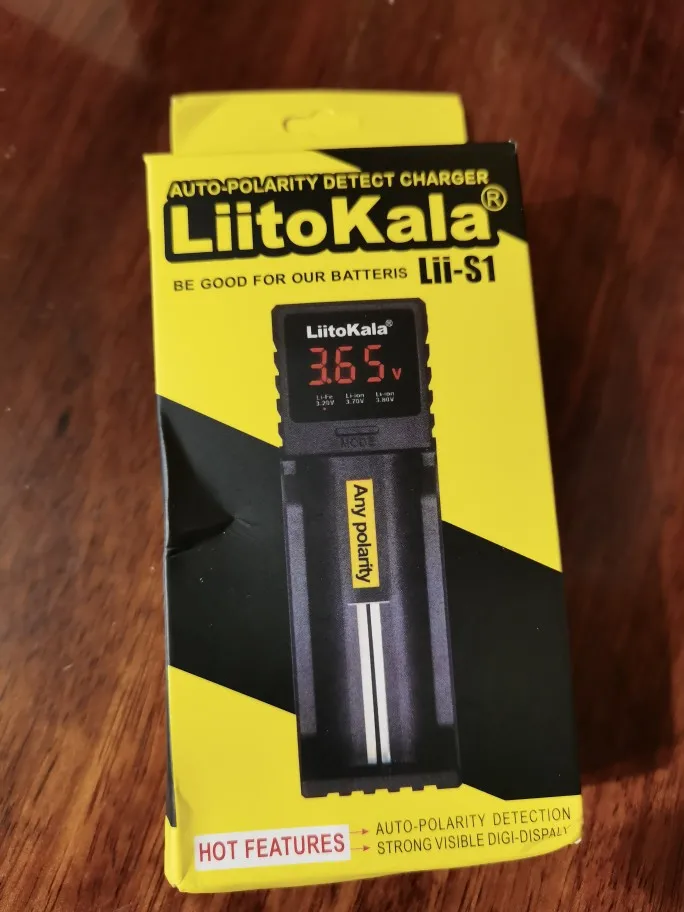 AUTO-POLARITY DETECT CHARGER
LiitoKala®
BE GOOD FOR OUR BATTERIS Lii-S1
LiitoKala®
3.65 v
Li-Fe Li-ion Li-ion
3.20V 3.70V 3.80V
MODE
Any polarity
HOT FEATURES
AUTO-POLARITY DETECTION
STRONG VISIBLE DIGI-DISPALY